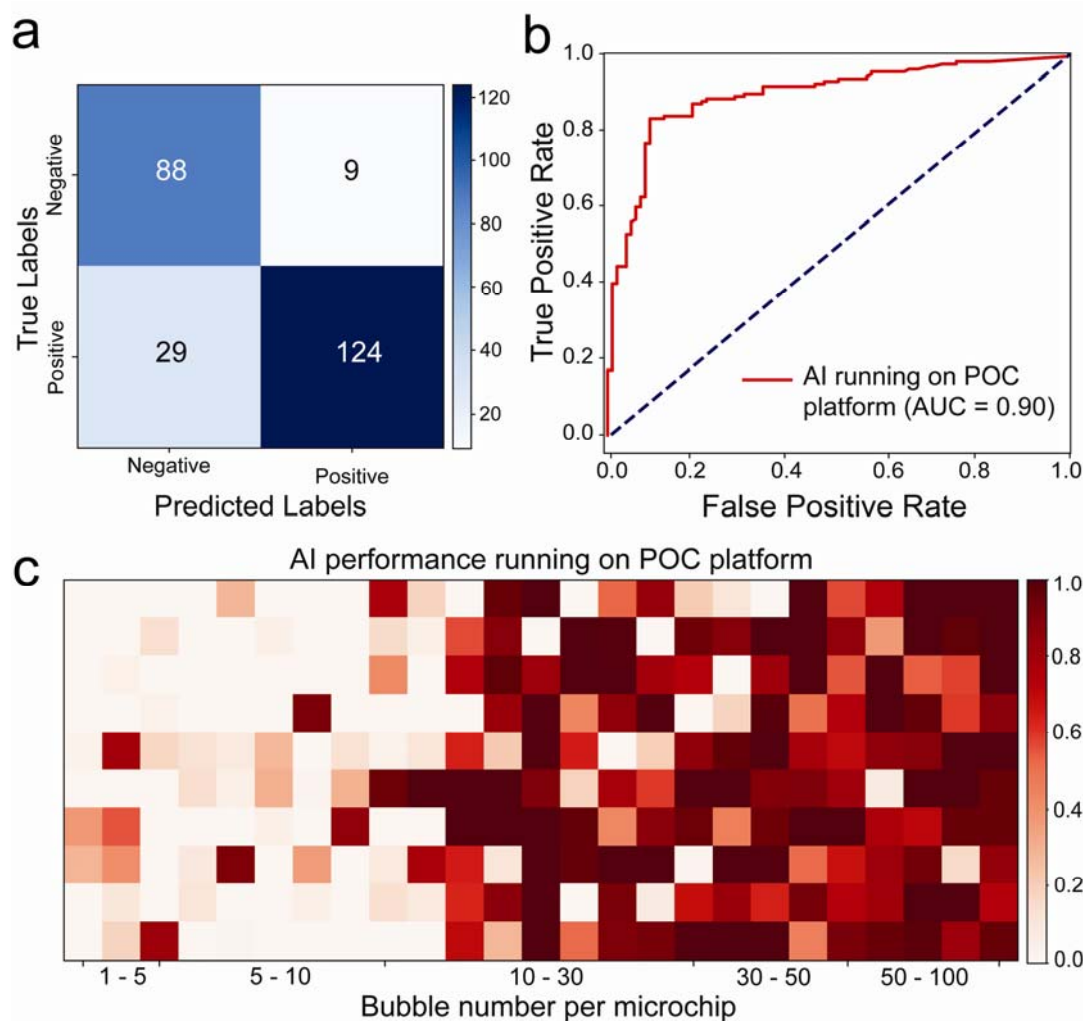 a
True Labels
Negative
Positive
88
9
29
124
Negative
Positive
Predicted Labels
120
100
80
60
40
20
b
True Positive Rate
1.0
0.8
0.6
0.4
0.2
0.0
0.0
0.2
0.4
0.6
0.8
1.0
False Positive Rate
AI running on POC
platform (AUC = 0.90)
c
AI performance running on POC platform
1.0
0.8
0.6
0.4
0.2
0.0
1 - 5
5 - 10
10 - 30
30 - 50
50 - 100
Bubble number per microchip